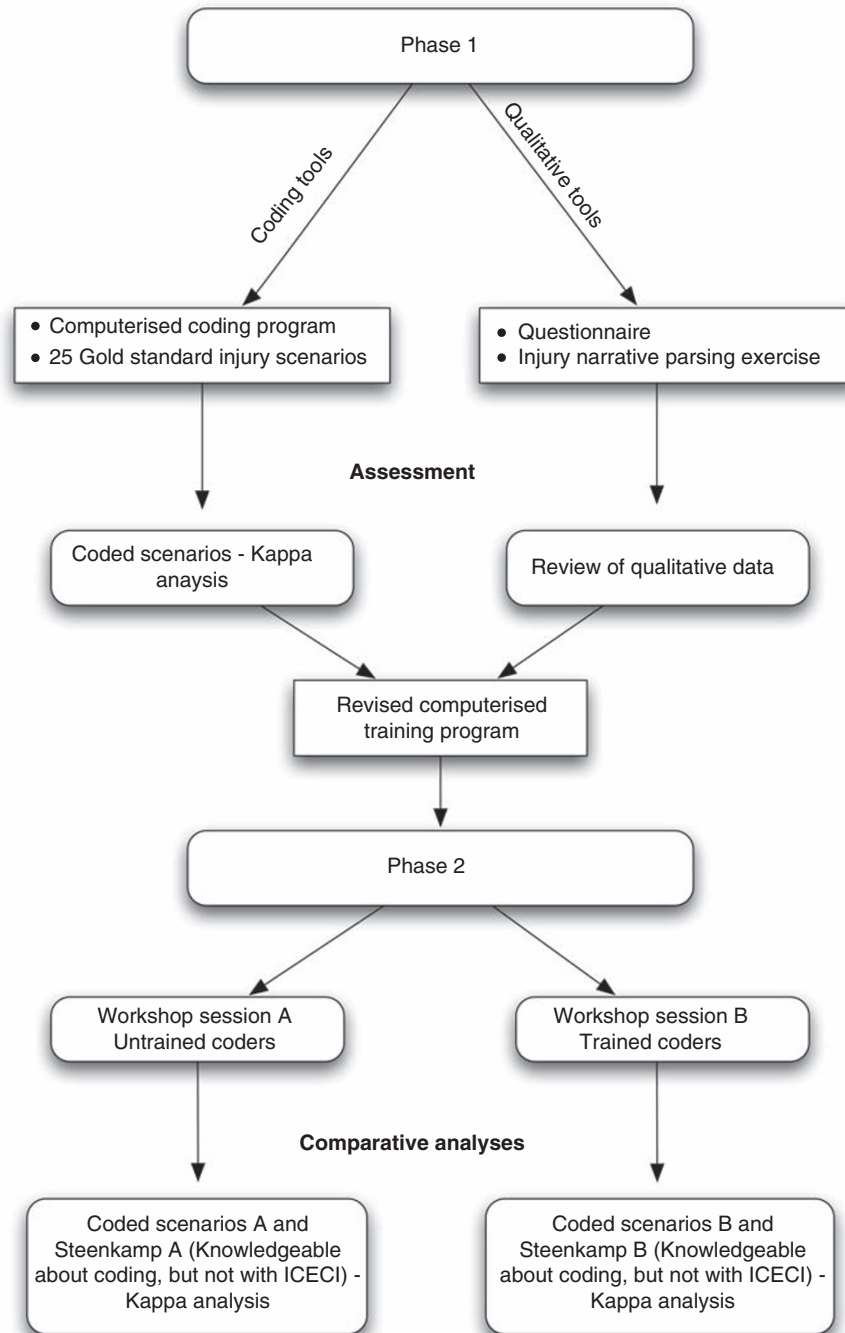 Phase 1
Coding tools
Qualitative tools
• Computerised coding program
• 25 Gold standard injury scenarios
• Questionnaire
• Injury narrative parsing exercise
Assessment
Coded scenarios - Kappa
anaysis
Review of qualitative data
Revised computerised
training program
Phase 2
Workshop session A
Untrained coders
Workshop session B
Trained coders
Comparative analyses
Coded scenarios A and
Steenkamp A (Knowledgeable
about coding, but not with ICECI) -
Kappa analysis
Coded scenarios B and
Steenkamp B (Knowledgeable
about coding, but not with ICECI) -
Kappa analysis